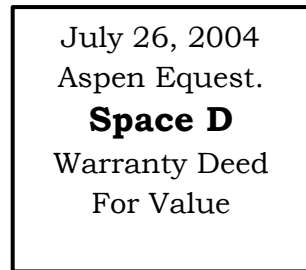 July 26, 2004
Aspen Equest.
Space D
Warranty Deed
For Value